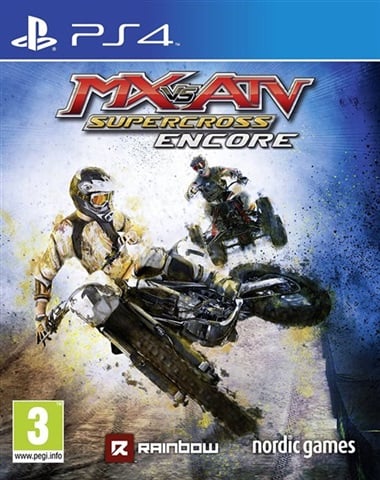 PS4
MX vs ATV
SUPERCROSS
ENCORE
3
www.pegi.info
R RAINBOW
nordic games